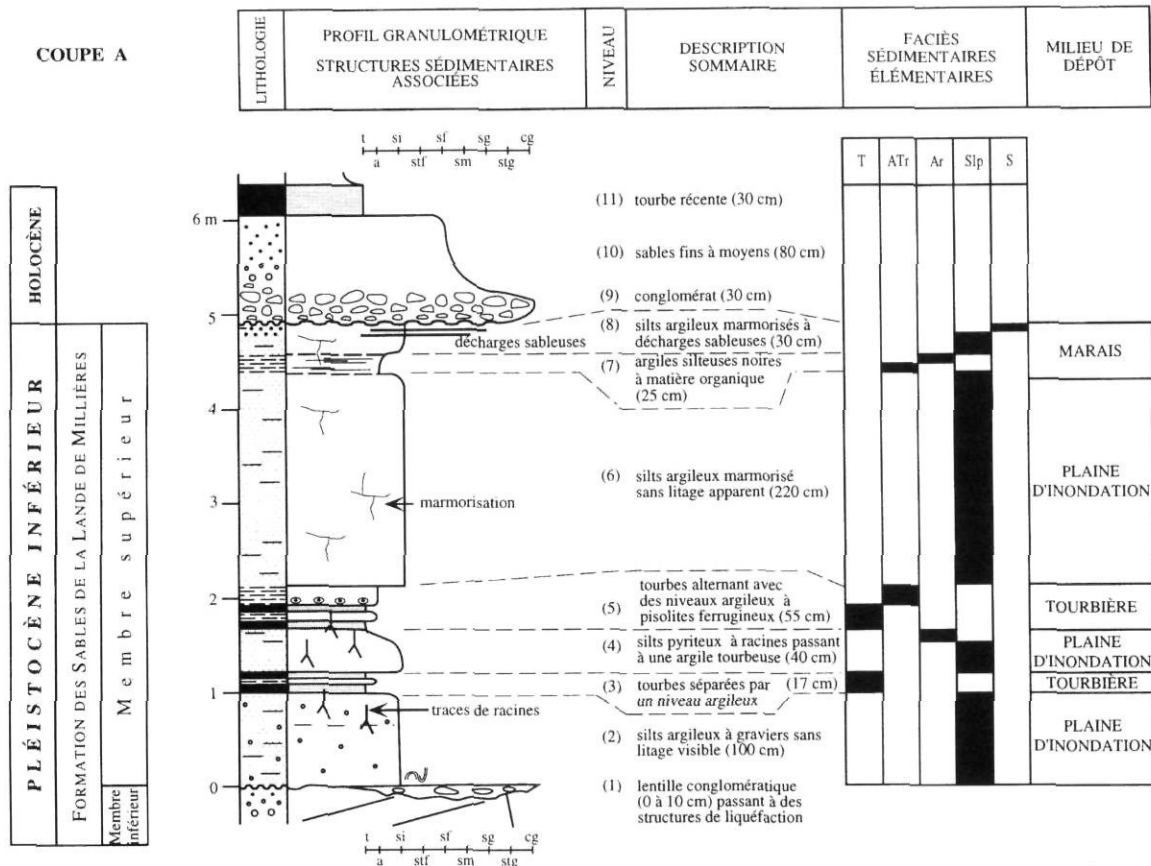 COUPE A
LITHOLOGIE
PROFIL GRANULOMÉTRIQUE
STRUCTURES SÉDIMENTAIRES
ASSOCIÉES
NIVEAU
DESCRIPTION
SOMMAIRE
FACIÈS
SÉDIMENTAIRES
ÉLÉMENTAIRES
MILIEU DE
DÉPÔT
t si sf sg cg
a stf sm stg
T ATr Ar Slp S
HOLOCÈNE
PLÉISTOCÈNE INFÉRIEUR
FORMATION DES SABLES DE LA LANDE DE MILLIÈRES
Membre supérieur
Membre
inférieur
6 m
5
4
3
2
1
0
(11) tourbe récente (30 cm)
(10) sables fins à moyens (80 cm)
(9) conglomérat (30 cm)
(8) silts argileux marmorisés à
décharges sableuses (30 cm)
décharges sableuses
(7) argiles silteuses noires
à matière organique
(25 cm)
(6) silts argileux marmorisé
sans litage apparent (220 cm)
marmorisation
tourbes alternant avec
(5) des niveaux argileux à
pisolites ferrugineux (55 cm)
(4) silts pyriteux à racines passant
à une argile tourbeuse (40 cm)
(3) tourbes séparées par (17 cm)
un niveau argileux
traces de racines
(2) silts argileux à graviers sans
litage visible (100 cm)
(1) lentille conglomératique
(0 à 10 cm) passant à des
structures de liquéfaction
MARAIS
PLAINE
D'INONDATION
TOURBIÈRE
PLAINE
D'INONDATION
TOURBIÈRE
PLAINE
D'INONDATION
t si sf sg cg
a stf sm stg